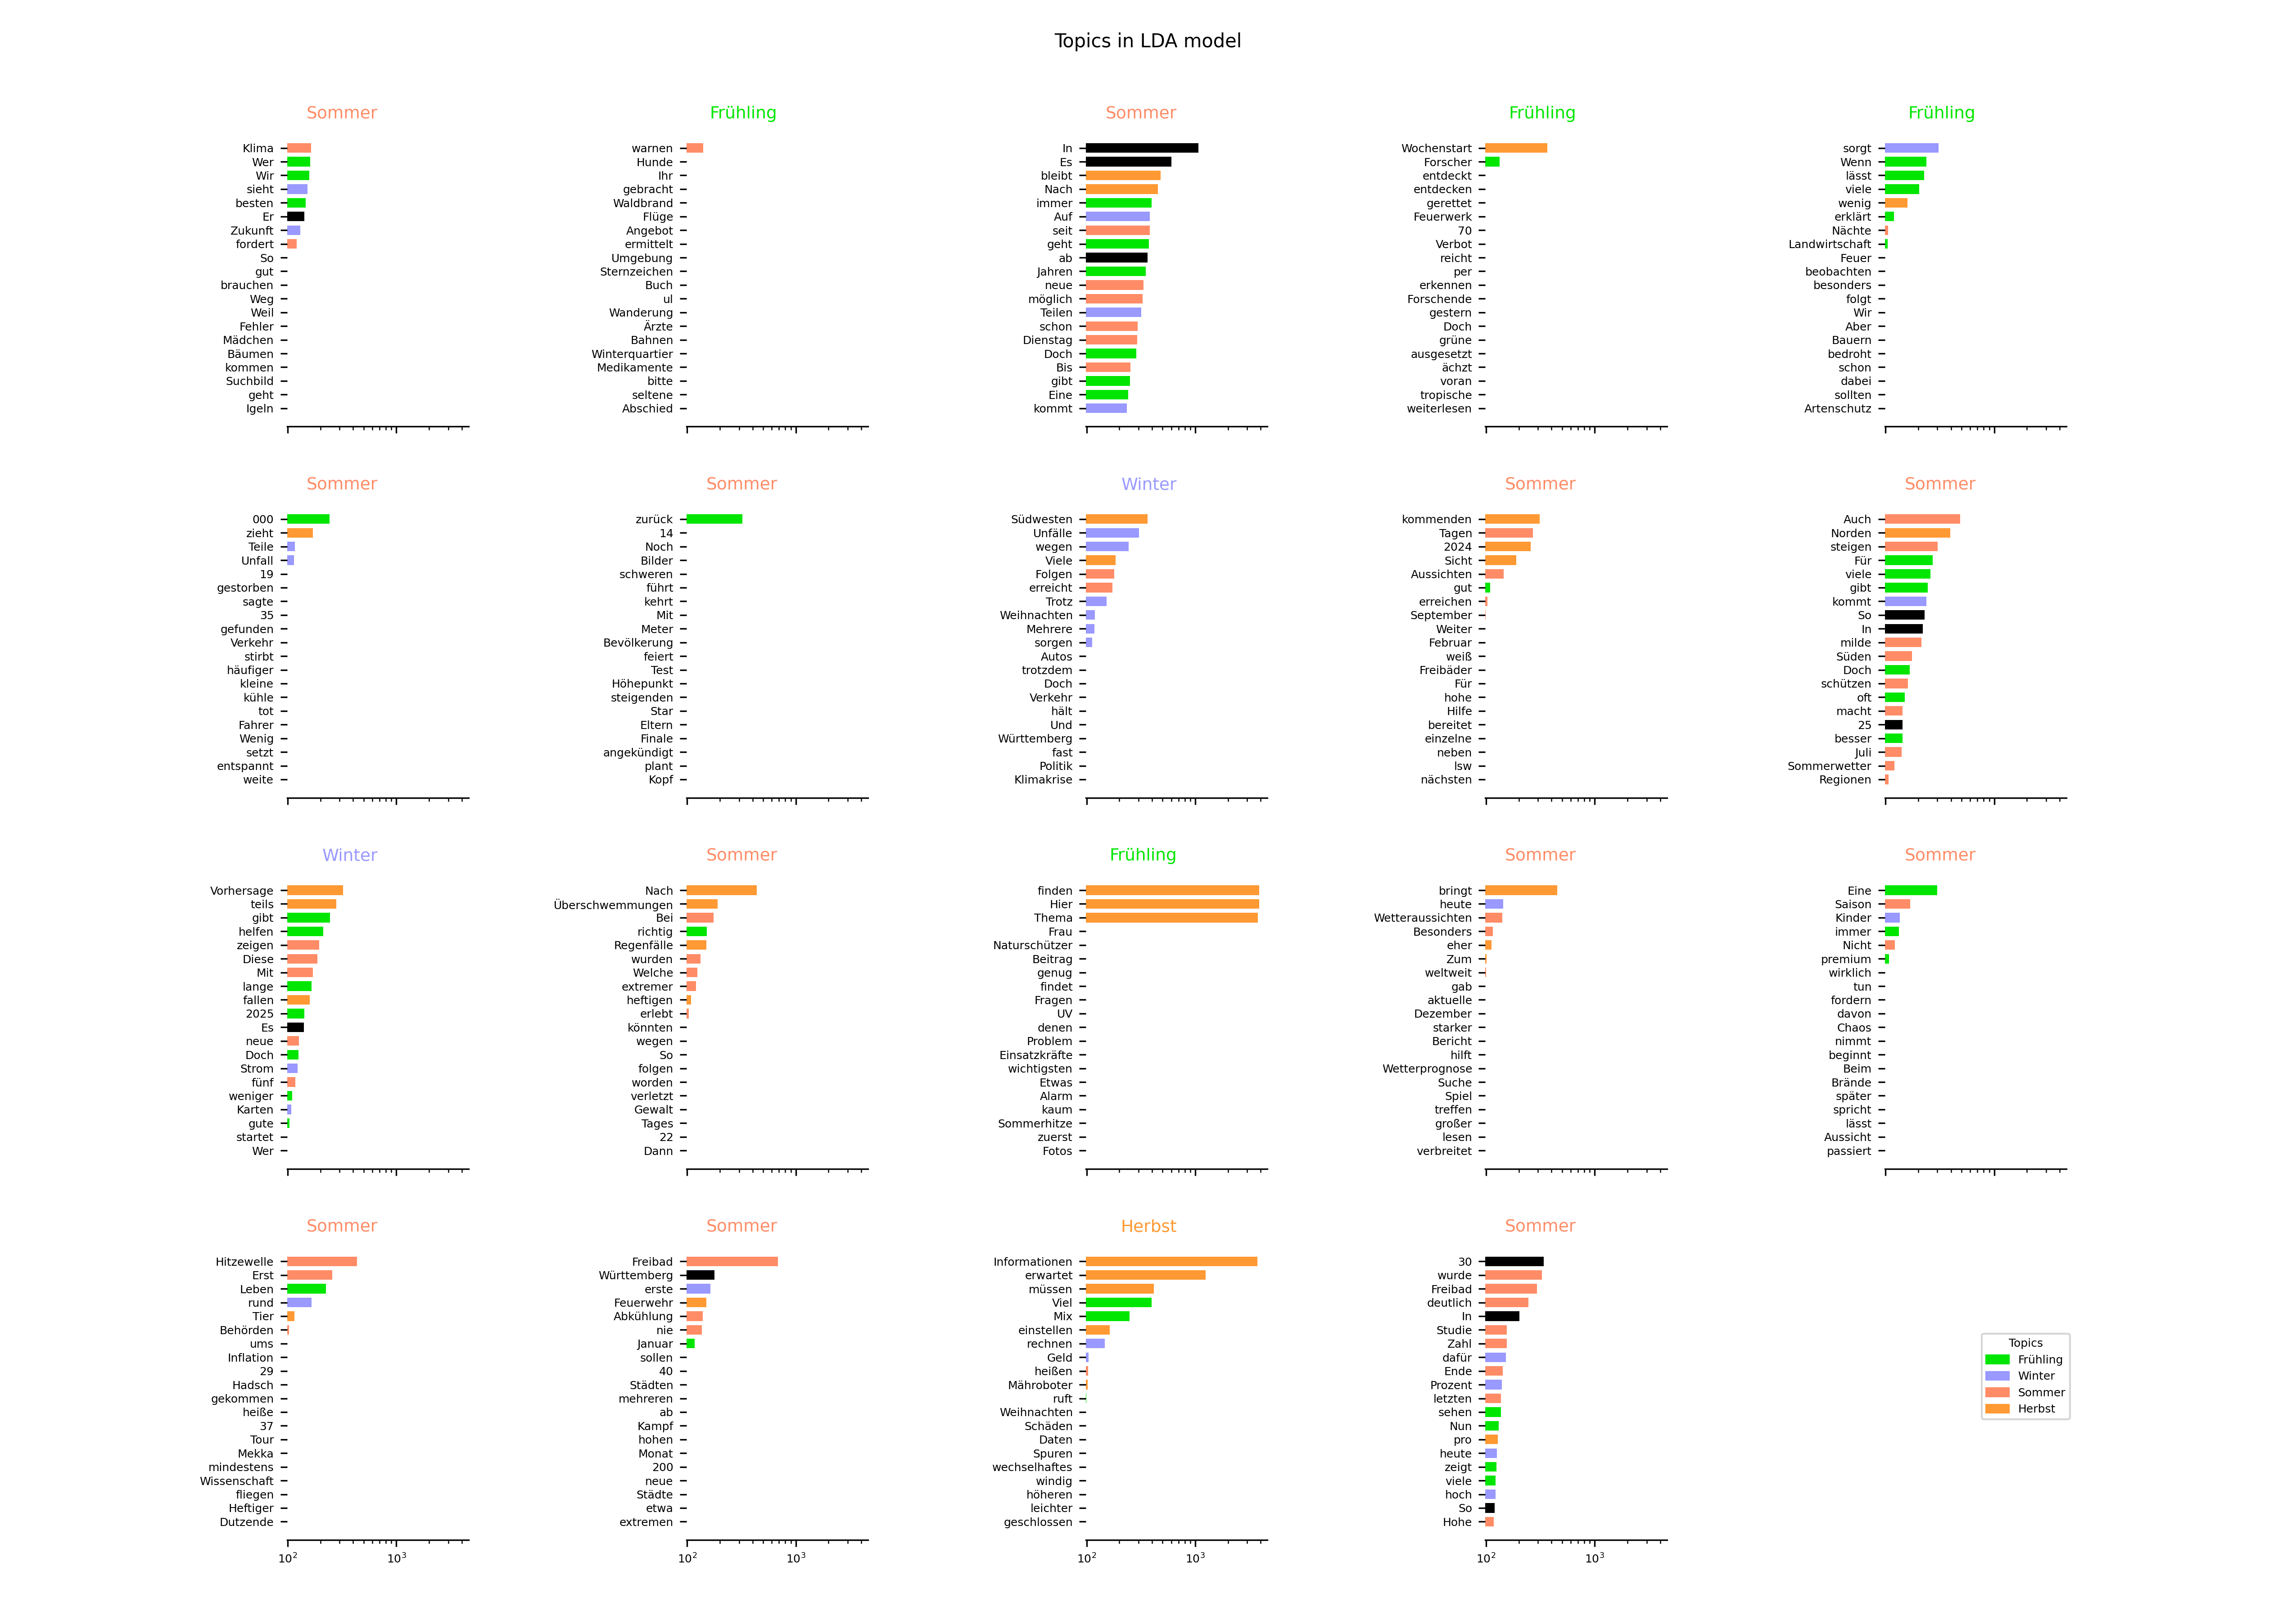 Topics in LDA model
Sommer
Klima
Wer
Wir
sieht
besten
Er
Zukunft
fordert
So
gut
brauchen
Weg
Weil
Fehler
Mädchen
Bäumen
kommen
Suchbild
geht
Igeln
Frühling
warnen
Hunde
Ihr
gebracht
Waldbrand
Flüge
Angebot
ermittelt
Umgebung
Sternzeichen
Buch
ul
Wanderung
Ärzte
Bahnen
Winterquartier
Medikamente
bitte
seltene
Abschied
Sommer
In
Es
bleibt
Nach
immer
Auf
seit
geht
ab
Jahren
neue
möglich
Teilen
schon
Dienstag
Doch
Bis
gibt
Eine
kommt
Frühling
Wochenstart
Forscher
entdeckt
entdecken
gerettet
Feuerwerk
70
Verbot
reicht
per
erkennen
Forschende
gestern
Doch
grüne
ausgesetzt
ächzt
voran
tropische
weiterlesen
Frühling
sorgt
Wenn
lässt
viele
wenig
erklärt
Nächte
Landwirtschaft
Feuer
beobachten
besonders
folgt
Wir
Aber
Bauern
bedroht
schon
dabei
sollten
Artenschutz
Sommer
000
zieht
Teile
Unfall
19
gestorben
sagte
35
gefunden
Verkehr
stirbt
häufiger
kleine
kühle
tot
Fahrer
Wenig
setzt
entspannt
weite
Sommer
zurück
14
Noch
Bilder
schweren
führt
kehrt
Mit
Meter
Bevölkerung
feiert
Test
Höhepunkt
steigenden
Star
Eltern
Finale
angekündigt
plant
Kopf
Winter
Südwesten
Unfälle
wegen
Viele
Folgen
erreicht
Trotz
Weihnachten
Mehrere
sorgen
Autos
trotzdem
Doch
Verkehr
hält
Und
Württemberg
fast
Politik
Klimakrise
Sommer
kommenden
Tagen
2024
Sicht
Aussichten
gut
erreichen
September
Weiter
Februar
weiß
Freibäder
Für
hohe
Hilfe
bereitet
einzelne
neben
lsw
nächsten
Sommer
Auch
Norden
steigen
Für
viele
gibt
kommt
So
In
milde
Süden
Doch
schützen
oft
macht
25
besser
Juli
Sommerwetter
Regionen
Winter
Vorhersage
teils
gibt
helfen
zeigen
Diese
Mit
lange
fallen
2025
Es
neue
Doch
Strom
fünf
weniger
Karten
gute
startet
Wer
Sommer
Nach
Überschwemmungen
Bei
richtig
Regenfälle
wurden
Welche
extremer
heftigen
erlebt
könnten
wegen
So
folgen
worden
verletzt
Gewalt
Tages
22
Dann
Frühling
finden
Hier
Thema
Frau
Naturschützer
Beitrag
genug
findet
Fragen
UV
denen
Problem
Einsatzkräfte
wichtigsten
Etwas
Alarm
kaum
Sommerhitze
zuerst
Fotos
Sommer
bringt
heute
Wetteraussichten
Besonders
eher
Zum
weltweit
gab
aktuelle
Dezember
starker
Bericht
hilft
Wetterprognose
Suche
Spiel
treffen
großer
lesen
verbreitet
Sommer
Eine
Saison
Kinder
immer
Nicht
premium
wirklich
tun
fordern
davon
Chaos
nimmt
beginnt
Beim
Brände
später
spricht
lässt
Aussicht
passiert
Sommer
Hitzewelle
Erst
Leben
rund
Tier
Behörden
ums
Inflation
29
Hadsch
gekommen
heiße
37
Tour
Mekka
mindestens
Wissenschaft
fliegen
Heftiger
Dutzende
10²
10³
Sommer
Freibad
Württemberg
erste
Feuerwehr
Abkühlung
nie
Januar
sollen
40
Städten
mehreren
ab
Kampf
hohen
Monat
200
neue
Städte
etwa
extremen
10²
10³
Herbst
Informationen
erwartet
müssen
Viel
Mix
einstellen
rechnen
Geld
heißen
Mähroboter
ruft
Weihnachten
Schäden
Daten
Spuren
wechselhaftes
windig
höheren
leichter
geschlossen
10²
10³
Sommer
30
wurde
Freibad
deutlich
In
Studie
Zahl
dafür
Ende
Prozent
letzten
sehen
Nun
pro
heute
zeigt
viele
hoch
So
Hohe
10²
10³
Topics
Frühling
Winter
Sommer
Herbst